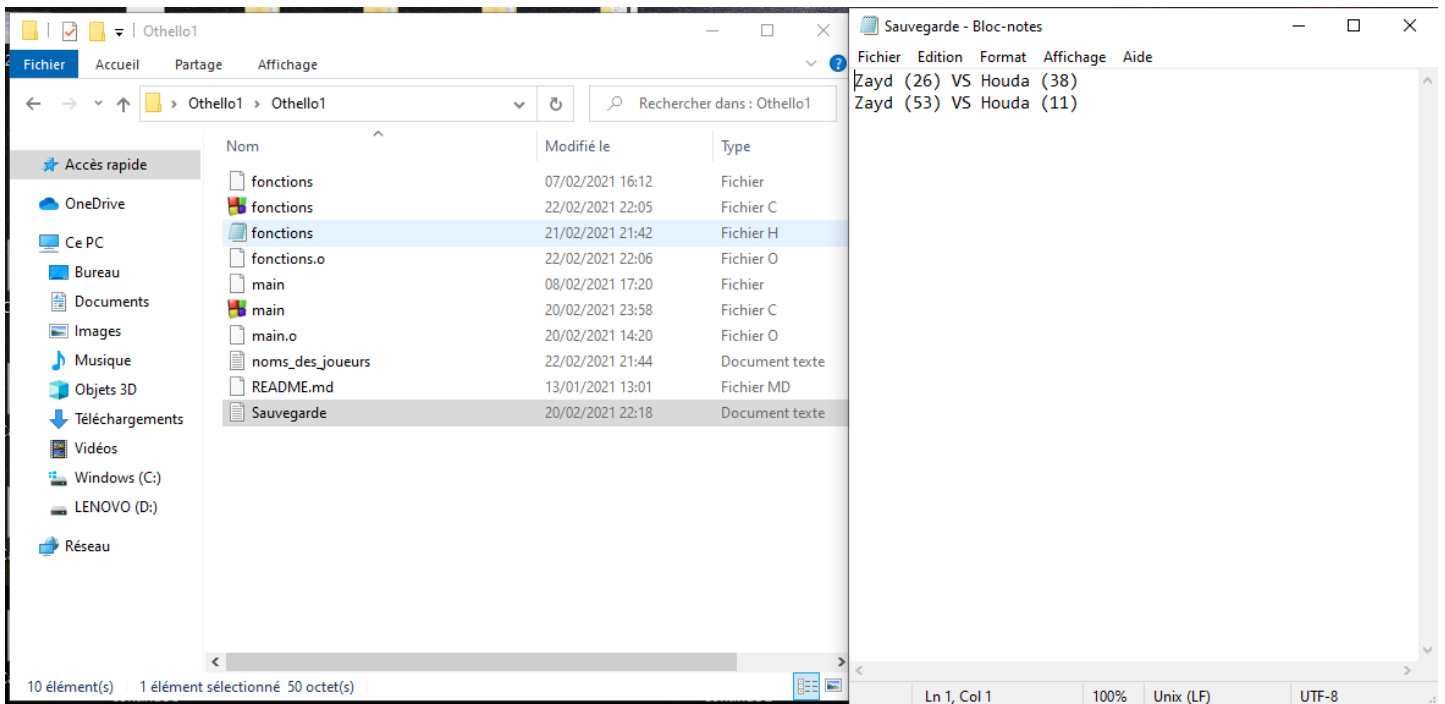 Othello1
Fichier Accueil Partage Affichage
Othello1 Othello1
Rechercher dans : Othello1
Nom Modifié le Type
Accès rapide
OneDrive
Ce PC
Bureau
Documents
Images
Musique
Objets 3D
Téléchargements
Vidéos
Windows (C:)
LENOVO (D:)
Réseau
fonctions 07/02/2021 16:12 Fichier
fonctions 22/02/2021 22:05 Fichier C
fonctions 21/02/2021 21:42 Fichier H
fonctions.o 22/02/2021 22:06 Fichier O
main 08/02/2021 17:20 Fichier
main 20/02/2021 23:58 Fichier C
main.o 20/02/2021 14:20 Fichier O
noms_des_joueurs 22/02/2021 21:44 Document texte
README.md 13/01/2021 13:01 Fichier MD
Sauvegarde 20/02/2021 22:18 Document texte
10 élément(s) 1 élément sélectionné 50 octet(s)
Sauvegarde - Bloc-notes
Fichier Edition Format Affichage Aide
Zayd (26) VS Houda (38)
Zayd (53) VS Houda (11)
Ln 1, Col 1 100% Unix (LF) UTF-8